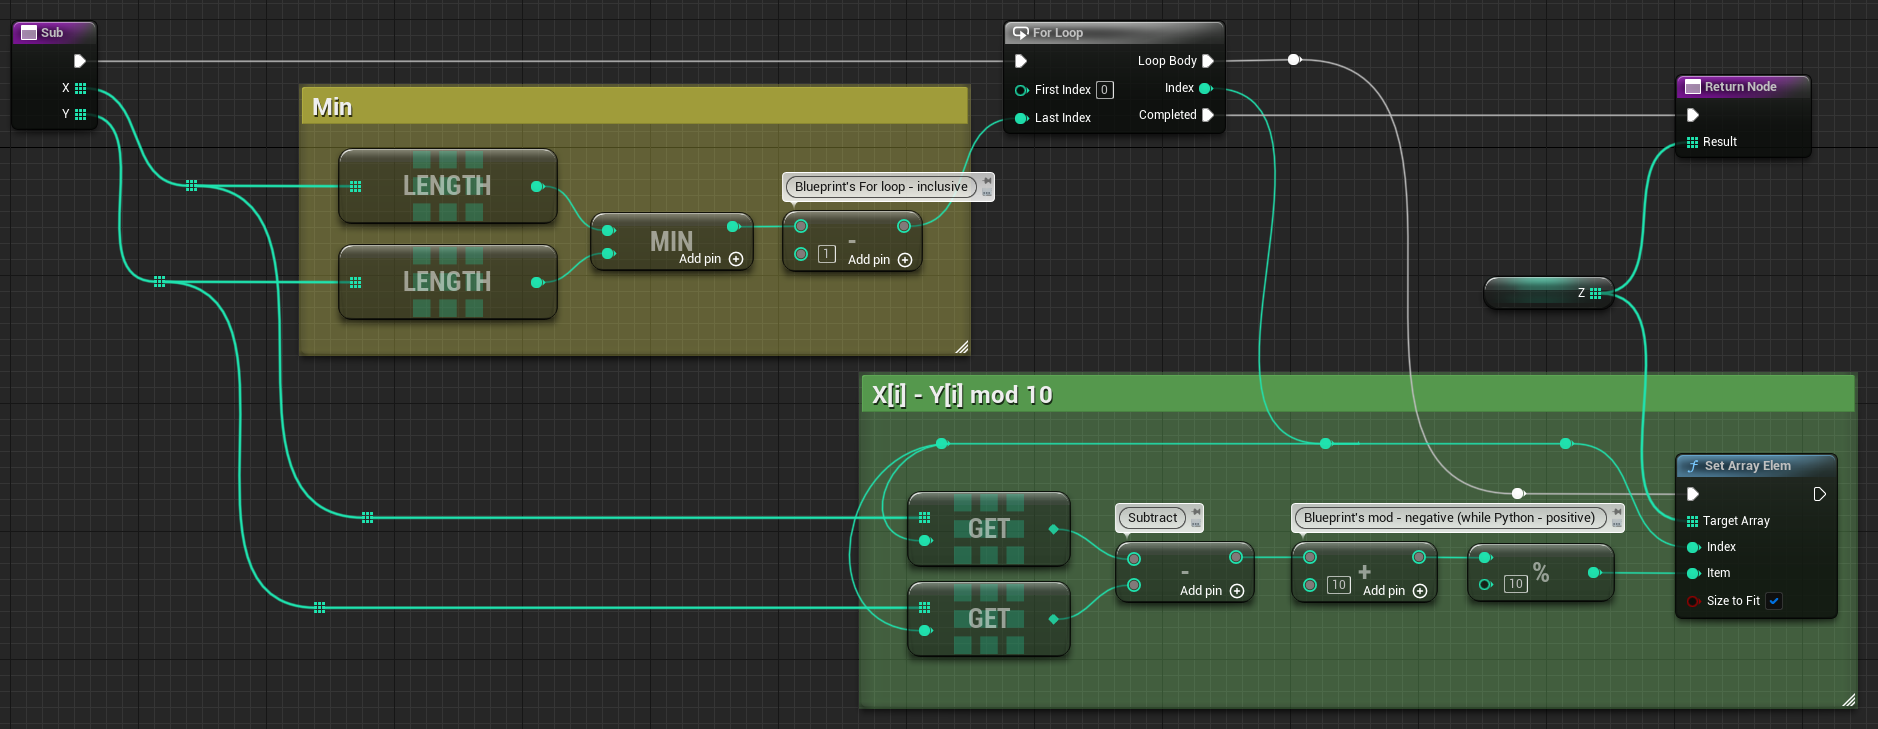 Sub
X
Y
Min
LENGTH
LENGTH
MIN
Add pin
Blueprint's For loop - inclusive
-
1
Add pin
For Loop
Loop Body
First Index 0
Index
Last Index
Completed
Return Node
Result
Z
X[i] - Y[i] mod 10
GET
GET
Subtract
-
Add pin
Blueprint's mod - negative (while Python - positive)
+
10
Add pin
10
%
f Set Array Elem
Target Array
Index
Item
Size to Fit